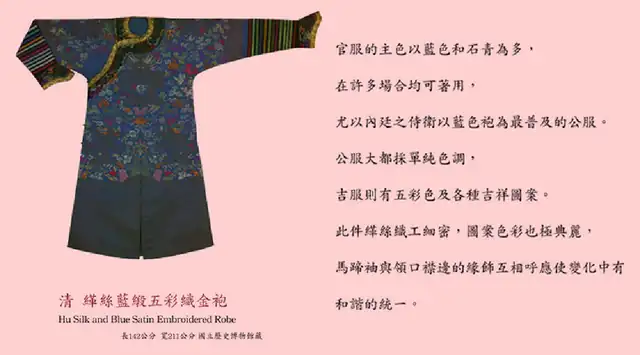 官服的主色以藍色和石青為多，
在許多場合均可著用，
尤以內廷之侍衛以藍色袍為最普及的公服。
公服大都採單純色調，
吉服則有五彩色及各種吉祥圖案。
此件緙絲織工細密，圖案色彩也極典麗，
馬蹄袖與領口襟邊的緣飾互相呼應使變化中有
和諧的統一。
清 緙絲藍緞五彩織金袍
Hu Silk and Blue Satin Embroidered Robe
長142公分 寬211公分 國立歷史博物館藏